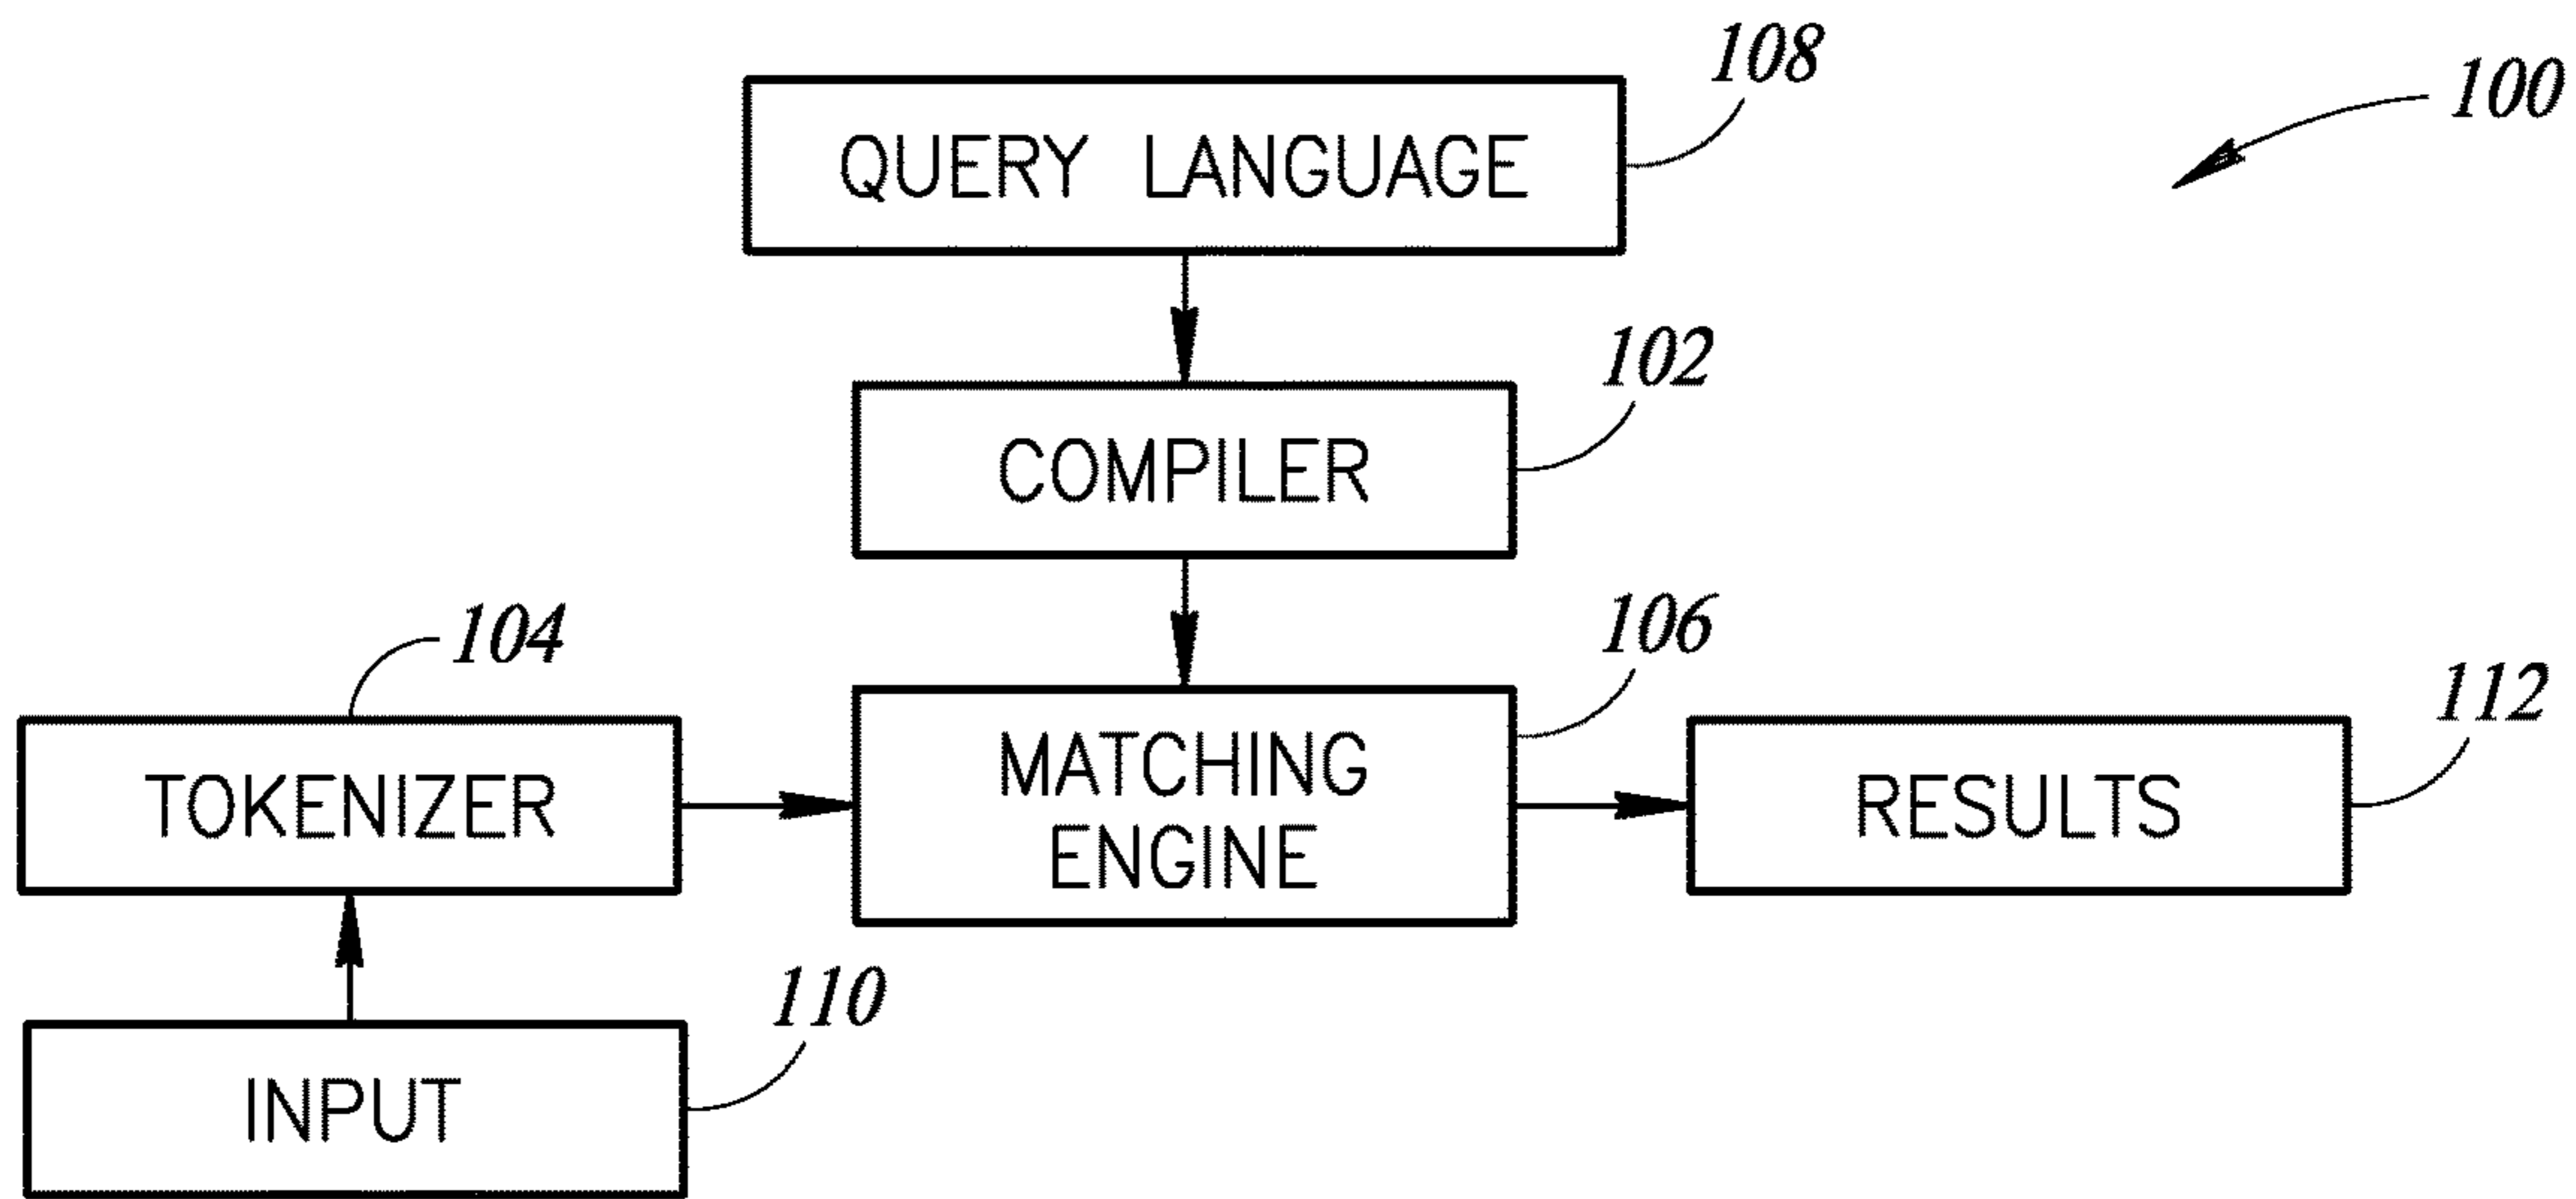 108
100
QUERY LANGUAGE
102
COMPILER
104
106
112
TOKENIZER
MATCHING
ENGINE
RESULTS
110
INPUT